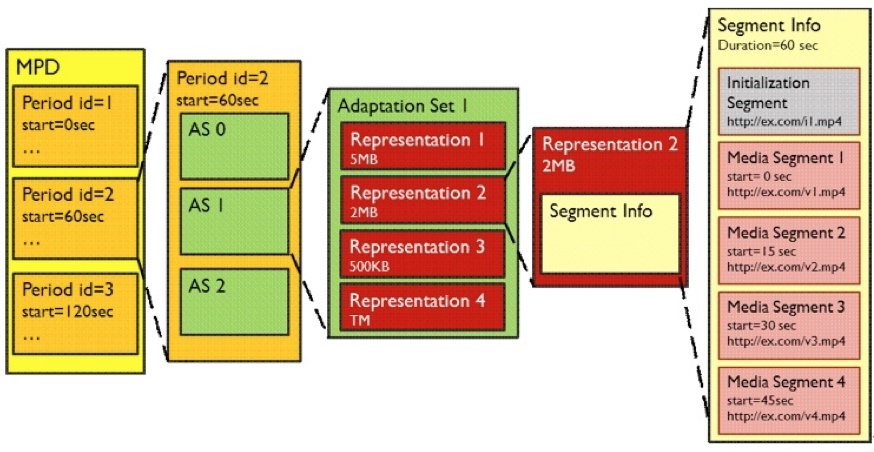 MPD
Period id=1
start=0sec
...
Period id=2
start=60sec
...
Period id=3
start=120sec
...
Period id=2
start=60sec
AS 0
AS 1
AS 2
Adaptation Set 1
Representation 1
5MB
Representation 2
2MB
Representation 3
500KB
Representation 4
TM
Representation 2
2MB
Segment Info
Segment Info
Duration=60 sec
Initialization
Segment
http://ex.com/i1.mp4
Media Segment 1
start= 0 sec
http://ex.com/v1.mp4
Media Segment 2
start=15 sec
http://ex.com/v2.mp4
Media Segment 3
start=30 sec
http://ex.com/v3.mp4
Media Segment 4
start=45sec
http://ex.com/v4.mp4